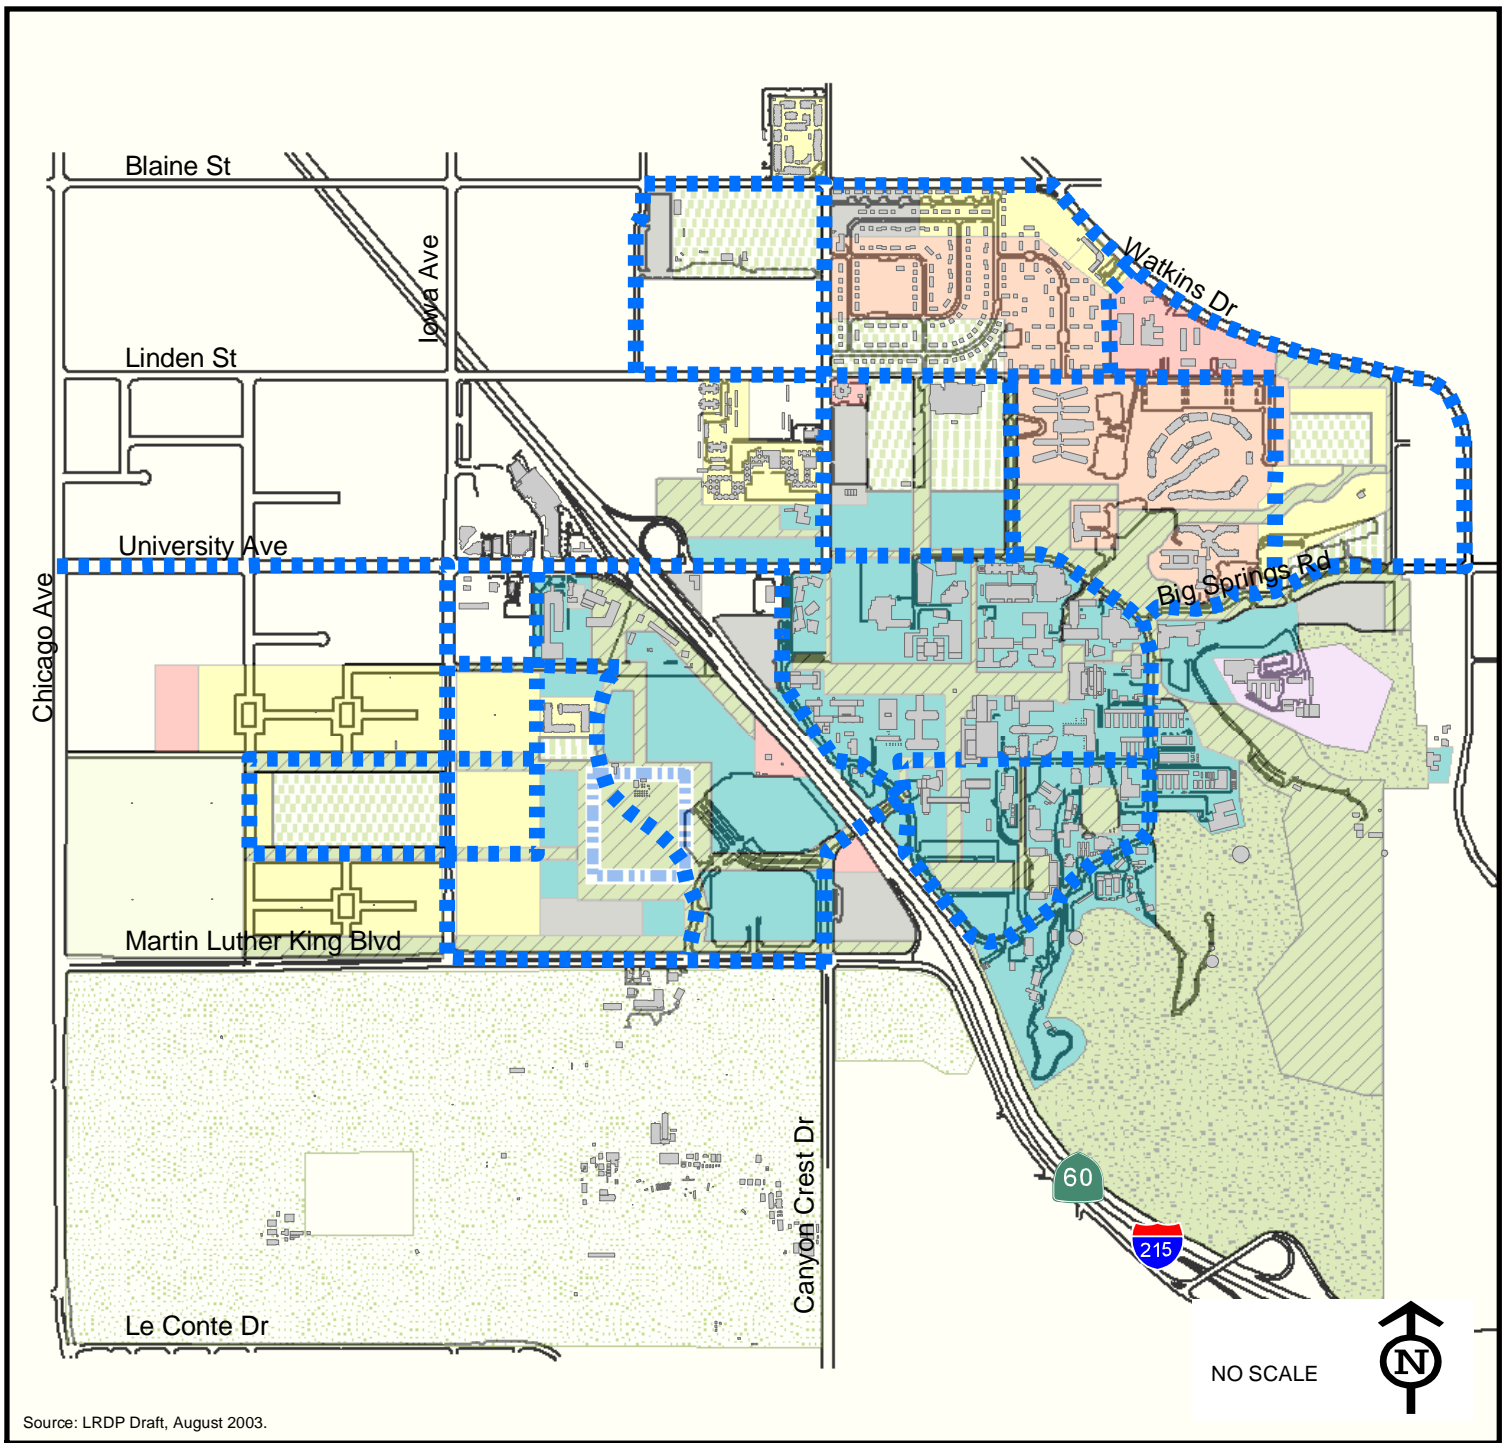 Blaine St
Iowa Ave
Watkins Dr
Linden St
University Ave
Big Springs Rd
Chicago Ave
Martin Luther King Blvd
Canyon Crest Dr
60
215
Le Conte Dr
NO SCALE
N
Source: LRDP Draft, August 2003.